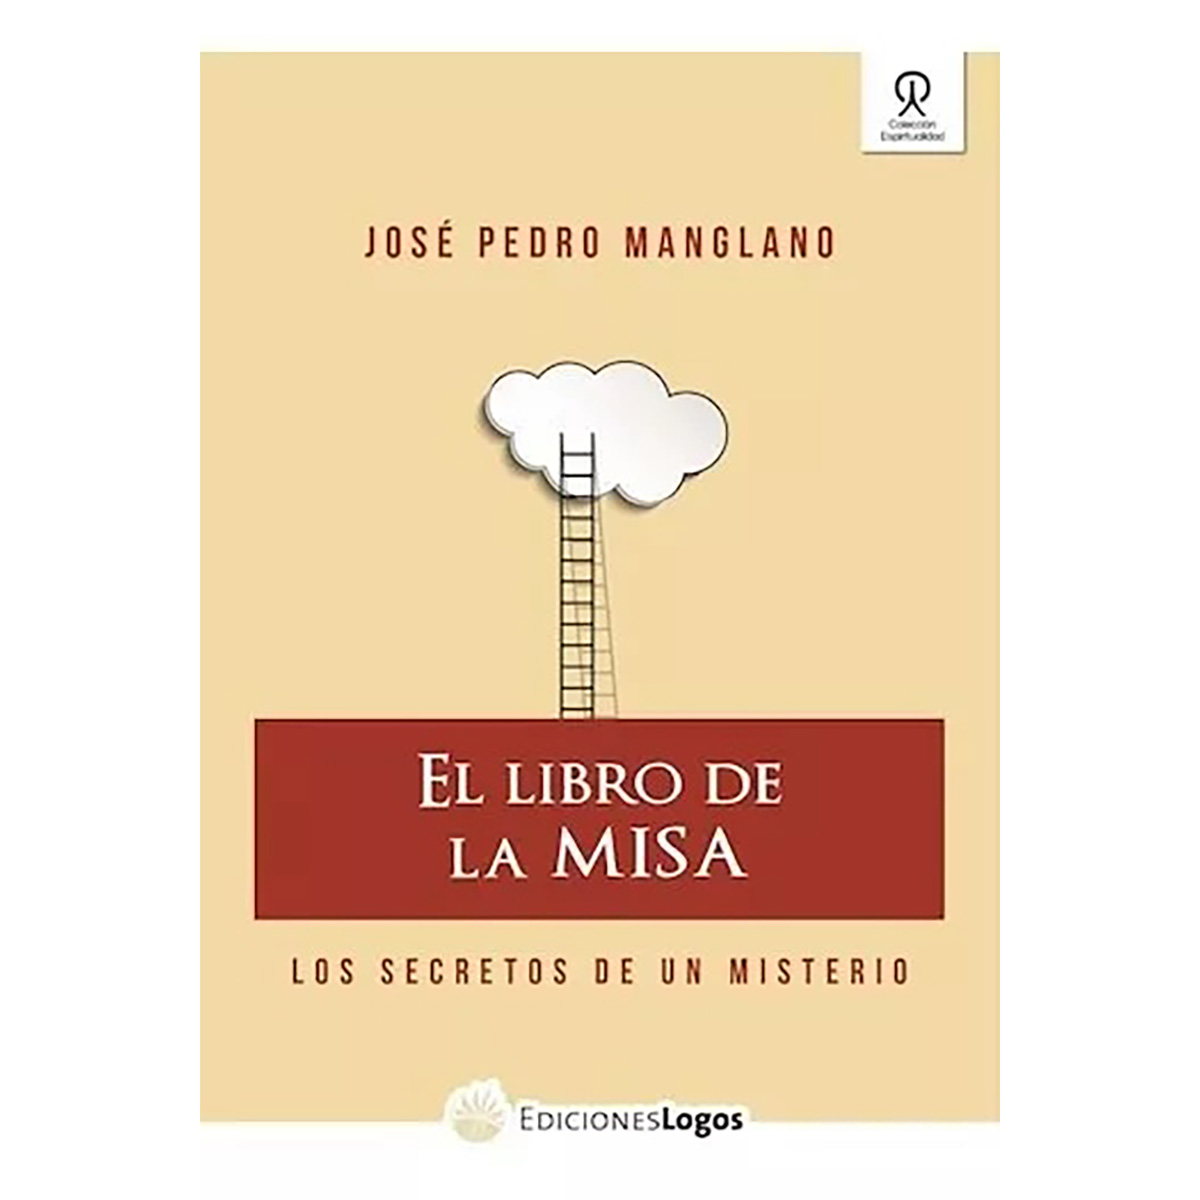 Colección
Espiritualidad
JOSÉ PEDRO MANGLANO
EL LIBRO DE
LA MISA
LOS SECRETOS DE UN MISTERIO
EDICIONESLogos